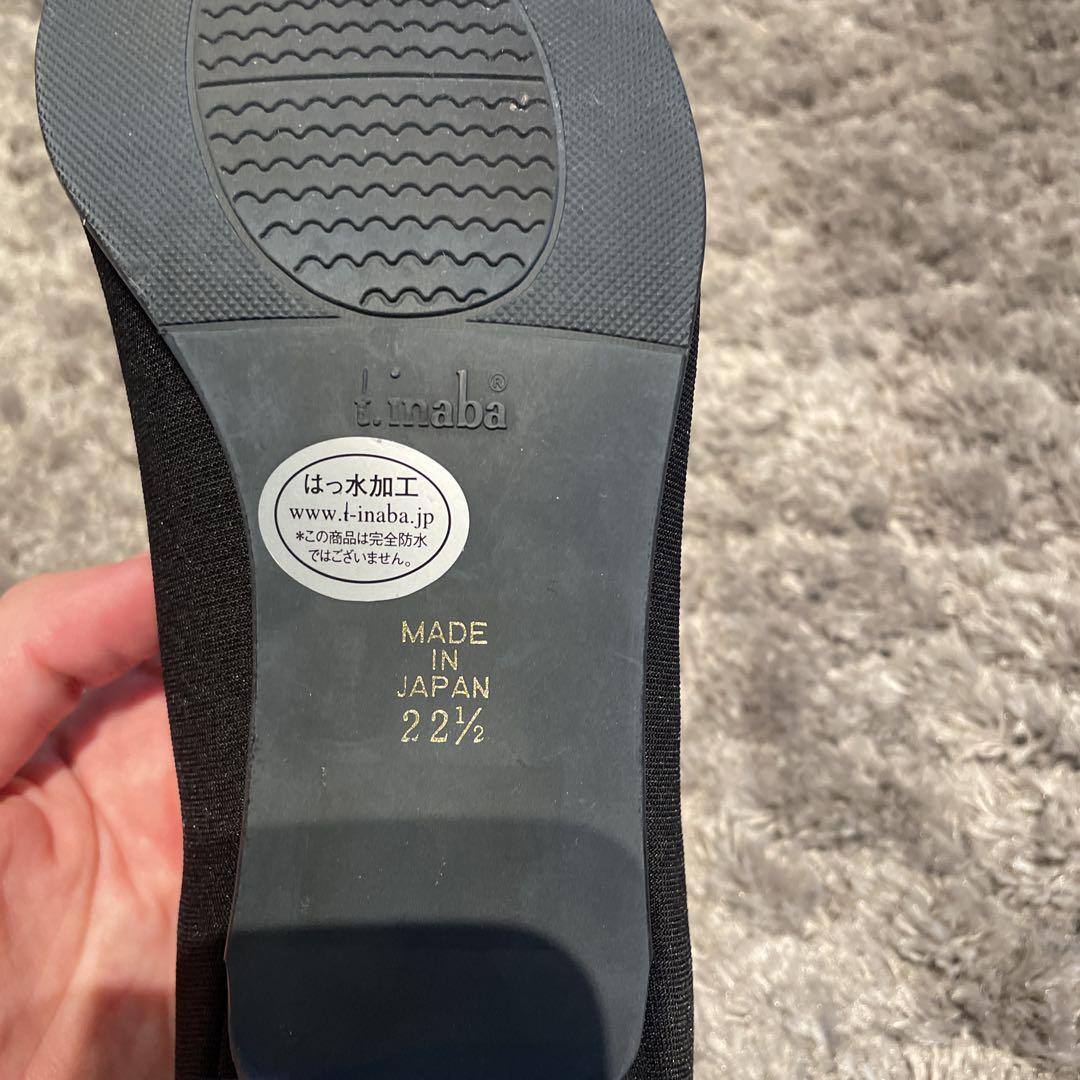 t.inaba®
はっ水加工
www.t-inaba.jp
*この商品は完全防水
ではございません。
MADE
IN
JAPAN
22½